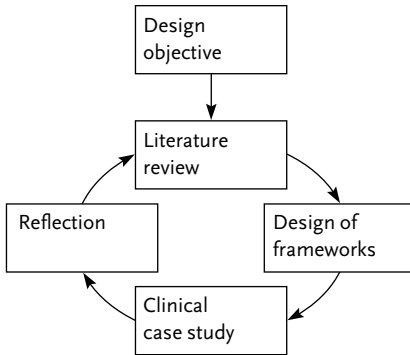 Design
objective
Literature
review
Reflection
Design of
frameworks
Clinical
case study